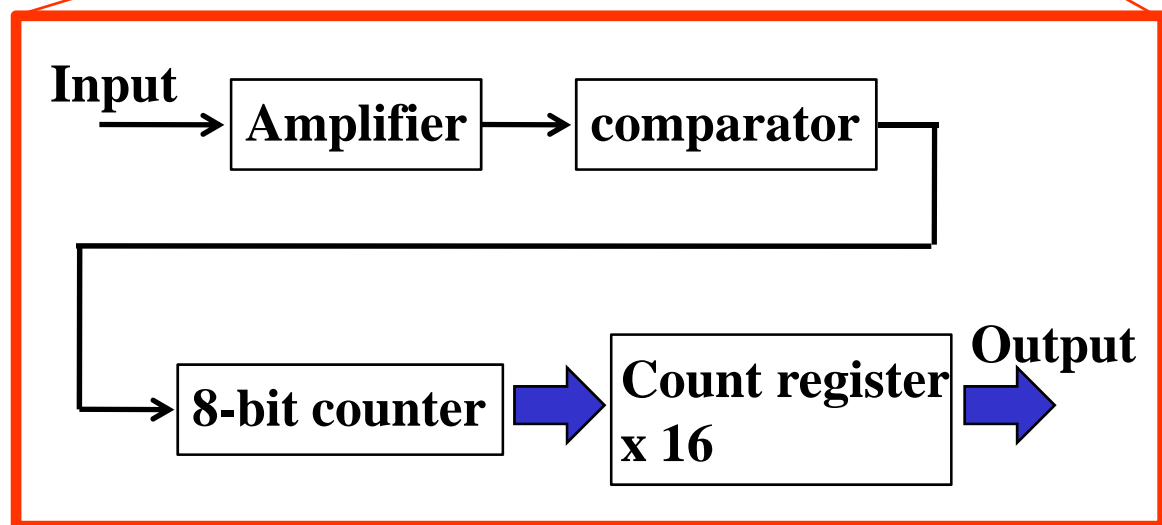 Input
Amplifier
comparator
8-bit counter
Count register
x 16
Output